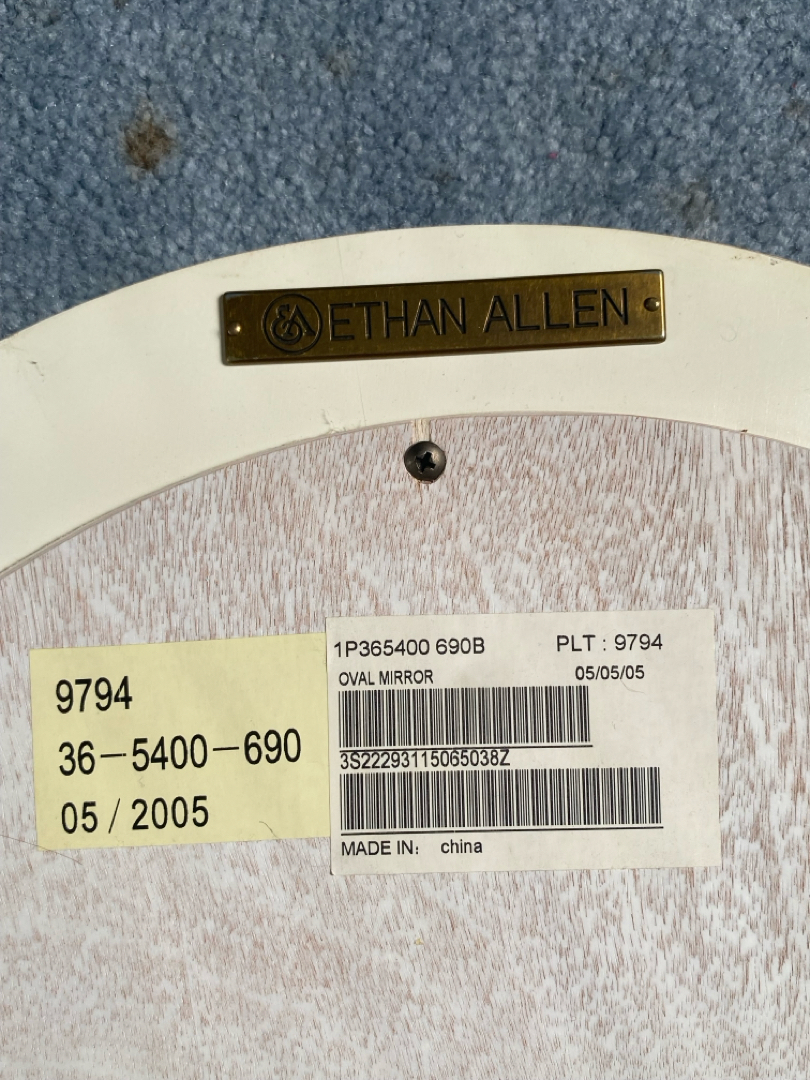 EA ETHAN ALLEN
9794
36-5400-690
05 / 2005
1P365400 690B PLT : 9794
OVAL MIRROR 05/05/05
3S22293115065038Z
MADE IN: china